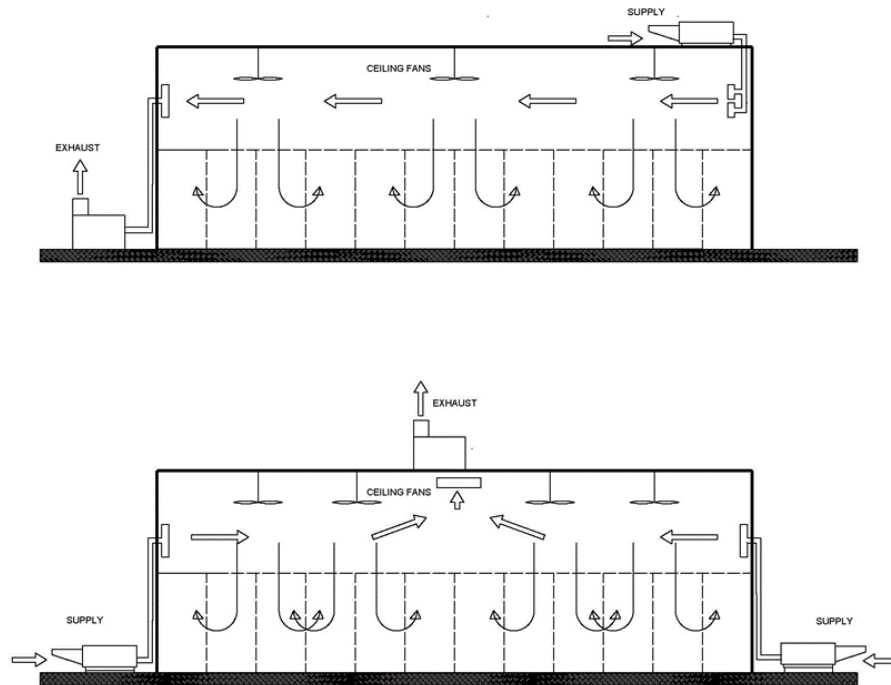 SUPPLY
CEILING FANS
EXHAUST
EXHAUST
CEILING FANS
SUPPLY
SUPPLY